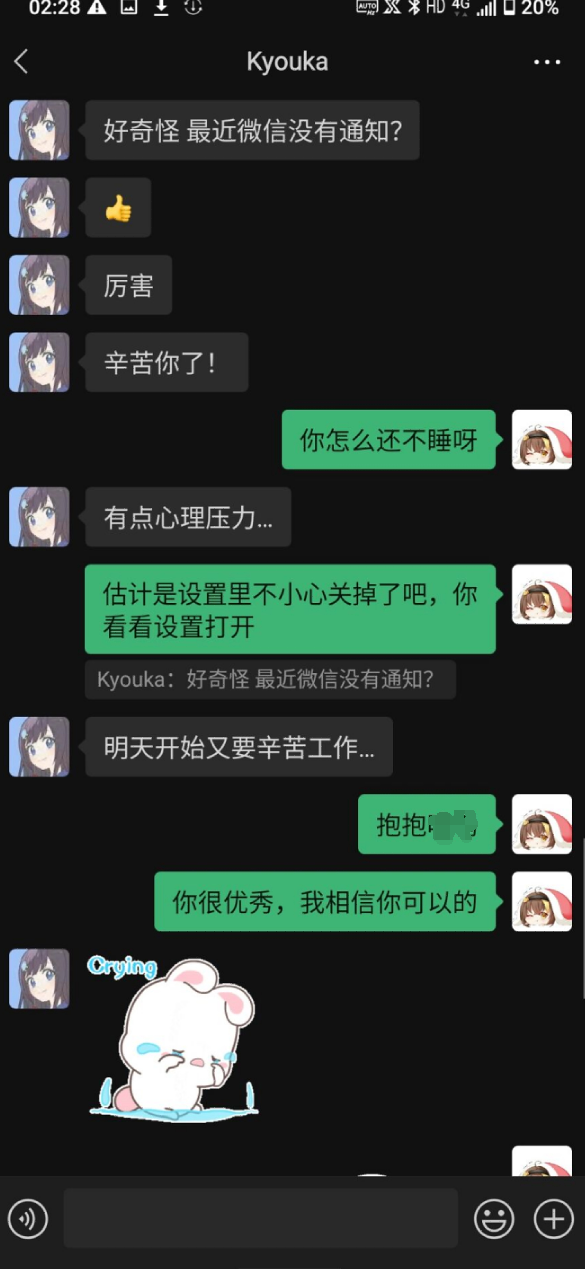 02:28
AUTO
HD 4G
20%
Kyouka
好奇怪 最近微信没有通知?
厉害
辛苦你了!
你怎么还不睡呀
有点心理压力...
估计是设置里不小心关掉了吧，你
看看设置打开
Kyouka：好奇怪 最近微信没有通知?
明天开始又要辛苦工作...
抱抱
你很优秀，我相信你可以的
Crying